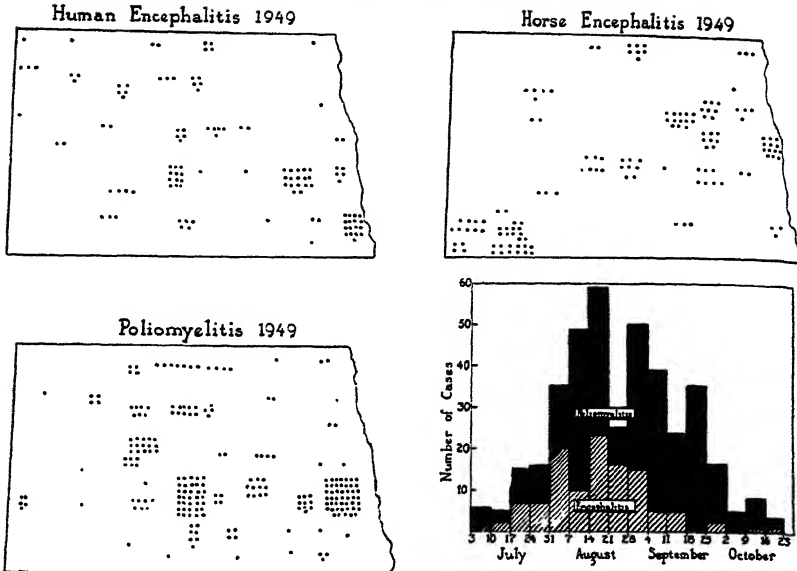 Human Encephalitis 1949
Horse Encephalitis 1949
Poliomyelitis 1949
Number of Cases
60
50
40
30
20
10
Poliomyelitis
Encephalitis
3 10 17 24 31 7 14 21 28 4 11 18 25 2 9 16 23
July August September October